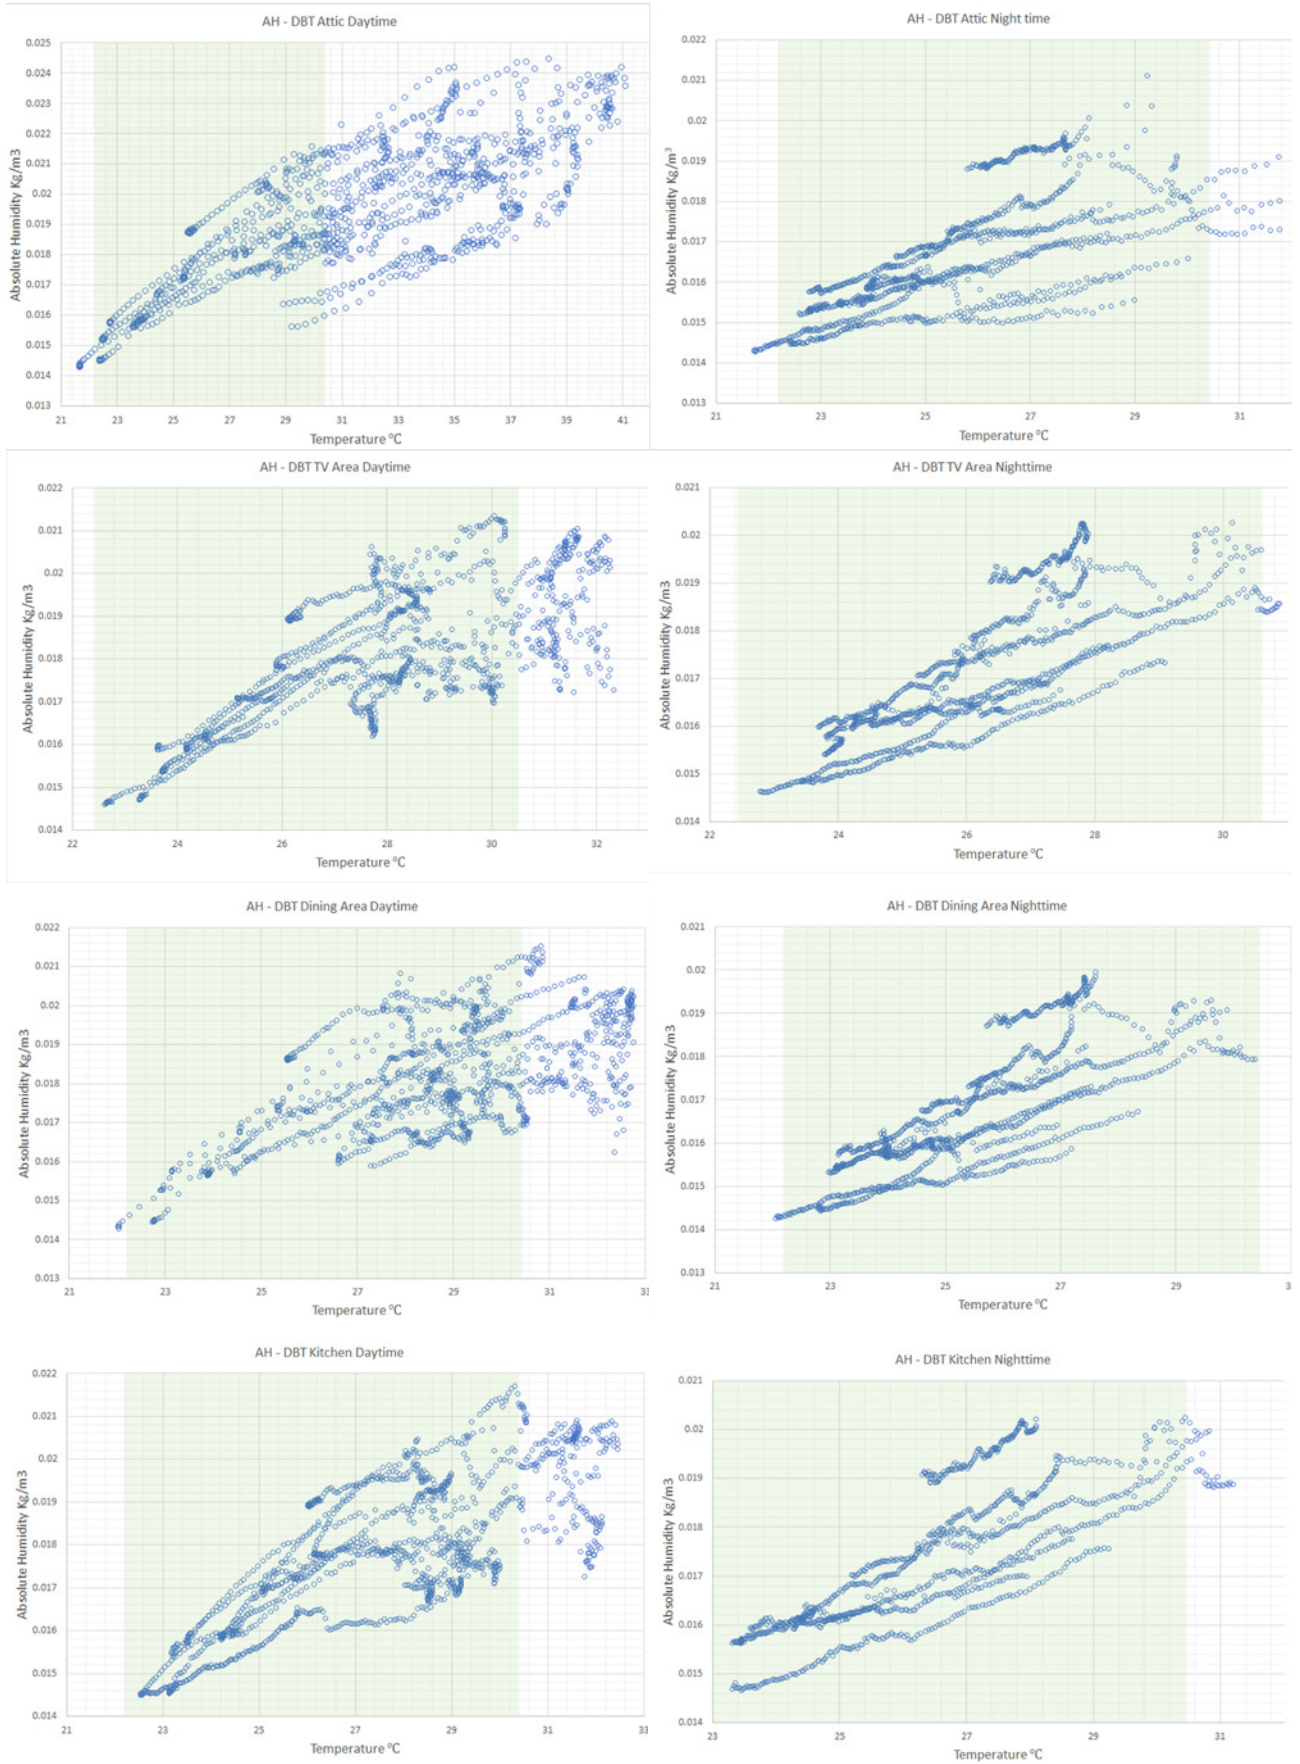 AH - DBT Attic Daytime
Absolute Humidity Kg/m3
0.025
0.024
0.023
0.022
0.021
0.02
0.019
0.018
0.017
0.016
0.015
0.014
0.013
21 23 25 27 29 31 33 35 37 39 41
Temperature °C
AH - DBT Attic Night time
Absolute Humidity Kg/m³
0.022
0.021
0.02
0.019
0.018
0.017
0.016
0.015
0.014
0.013
21 23 25 27 29 31
Temperature °C
AH - DBT TV Area Daytime
Absolute Humidity Kg/m3
0.022
0.021
0.02
0.019
0.018
0.017
0.016
0.015
0.014
22 24 26 28 30 32
Temperature °C
AH - DBT TV Area Nighttime
Absolute Humidity Kg/m3
0.021
0.02
0.019
0.018
0.017
0.016
0.015
0.014
22 24 26 28 30
Temperature °C
AH - DBT Dining Area Daytime
Absolute Humidity Kg/m3
0.022
0.021
0.02
0.019
0.018
0.017
0.016
0.015
0.014
0.013
21 23 25 27 29 31 33
Temperature °C
AH - DBT Dining Area Nighttime
Absolute Humidity Kg/m3
0.021
0.02
0.019
0.018
0.017
0.016
0.015
0.014
0.013
21 23 25 27 29 31
Temperature °C
AH - DBT Kitchen Daytime
Absolute Humidity Kg/m3
0.022
0.021
0.02
0.019
0.018
0.017
0.016
0.015
0.014
21 23 25 27 29 31 33
Temperature °C
AH - DBT Kitchen Nighttime
Absolute Humidity Kg/m3
0.021
0.02
0.019
0.018
0.017
0.016
0.015
0.014
23 25 27 29 31
Temperature °C